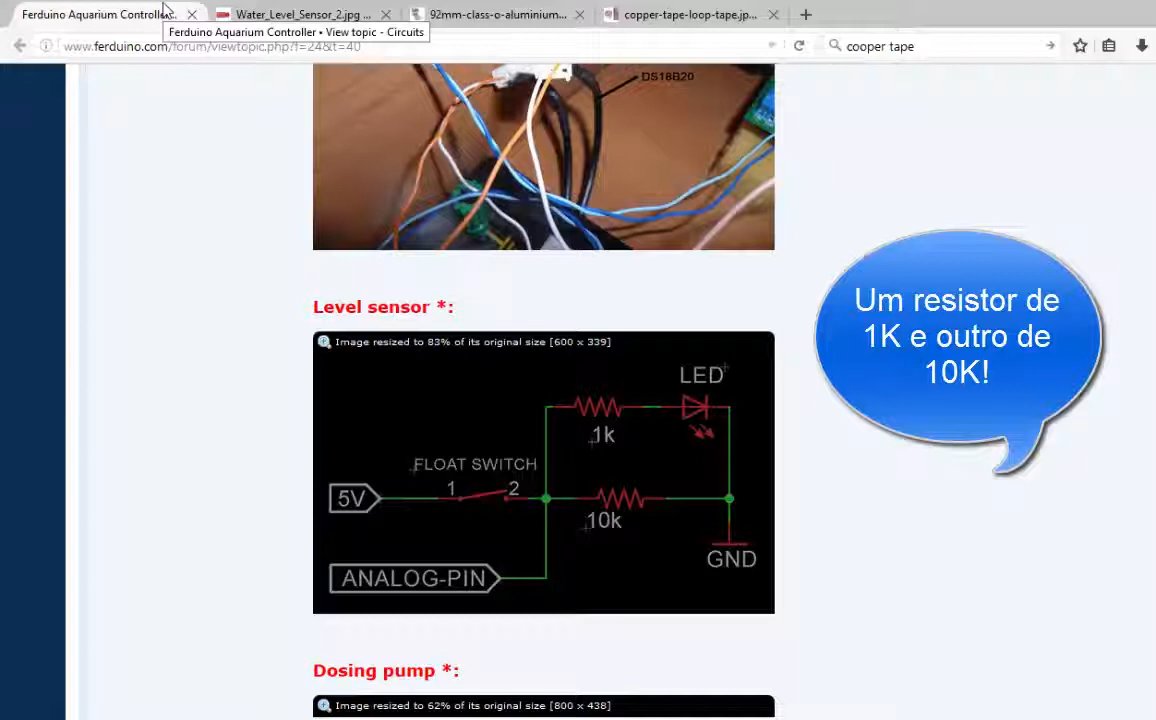 Ferduino Aquarium Controlle...
Water_Level_Sensor_2.jpg ...
92mm-class-o-aluminium...
copper-tape-loop-tape.jp...
Ferduino Aquarium Controller • View topic - Circuits
www.ferduino.com/forum/viewtopic.php?f=24&t=40
cooper tape
DS18B20
Level sensor *:
Image resized to 83% of its original size [600 x 339]
LED
1k
FLOAT SWITCH
5V
1
2
10k
GND
ANALOG-PIN
Um resistor de
1K e outro de
10K!
Dosing pump *:
Image resized to 62% of its original size [800 x 438]